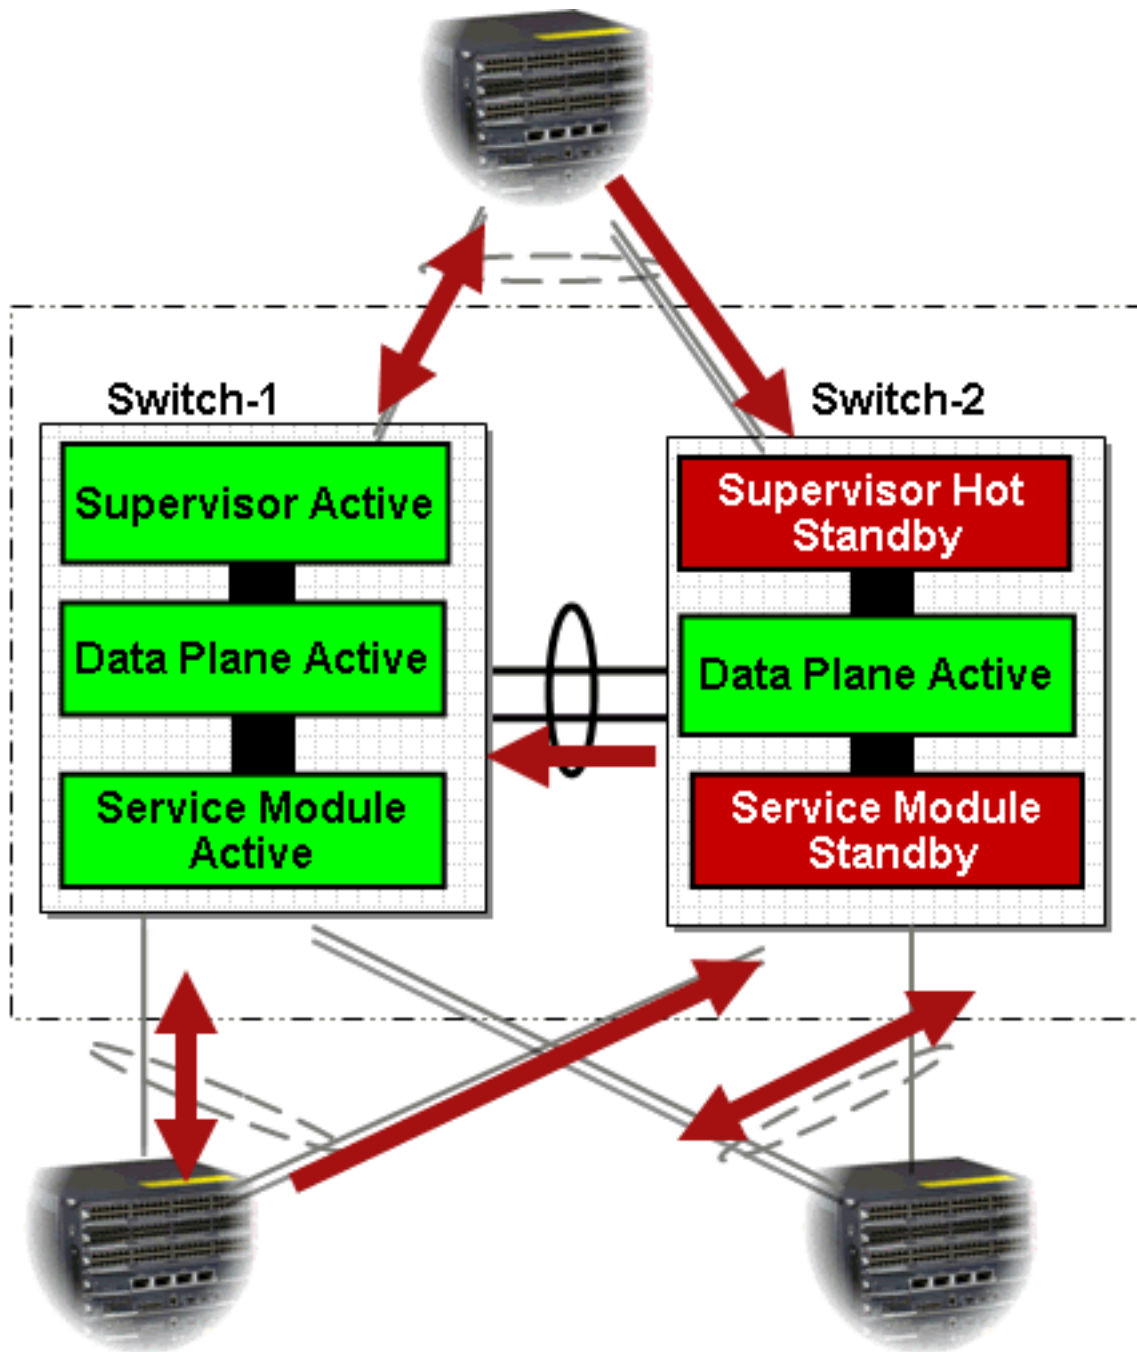 Switch-1
Switch-2
Supervisor Active
Data Plane Active
Service Module
Active
Supervisor Hot
Standby
Data Plane Active
Service Module
Standby